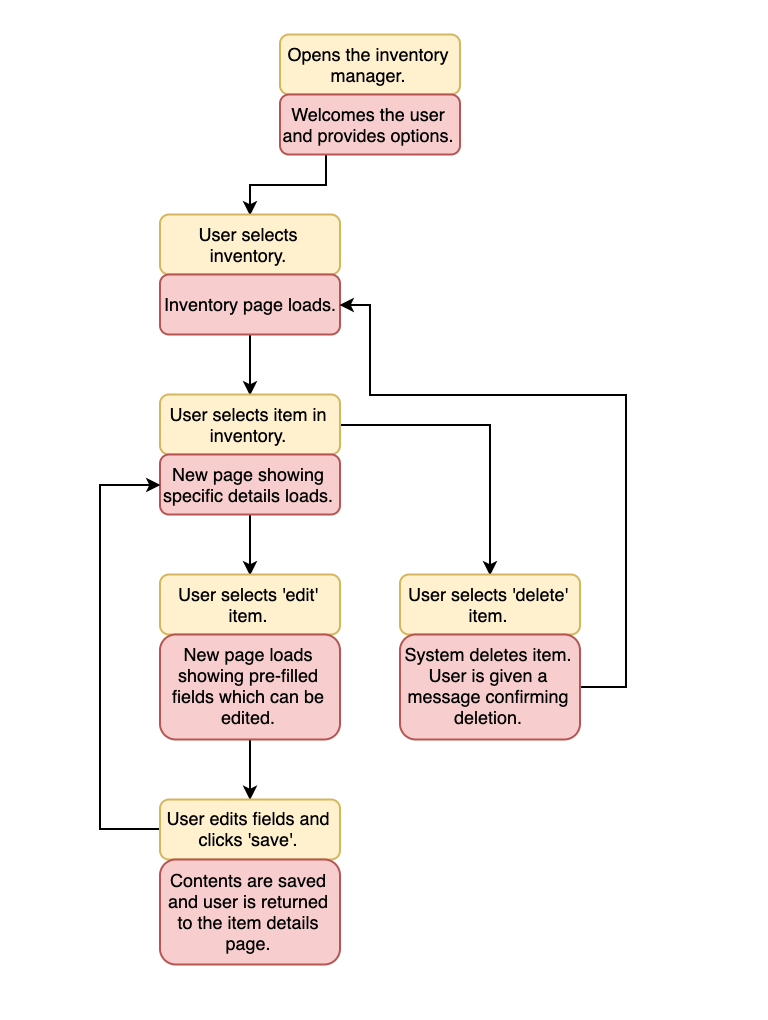 Opens the inventory
manager.
Welcomes the user
and provides options.
User selects
inventory.
Inventory page loads.
User selects item in
inventory.
New page showing
specific details loads.
User selects 'edit'
item.
User selects 'delete'
item.
New page loads
showing pre-filled
fields which can be
edited.
System deletes item.
User is given a
message confirming
deletion.
User edits fields and
clicks 'save'.
Contents are saved
and user is returned
to the item details
page.